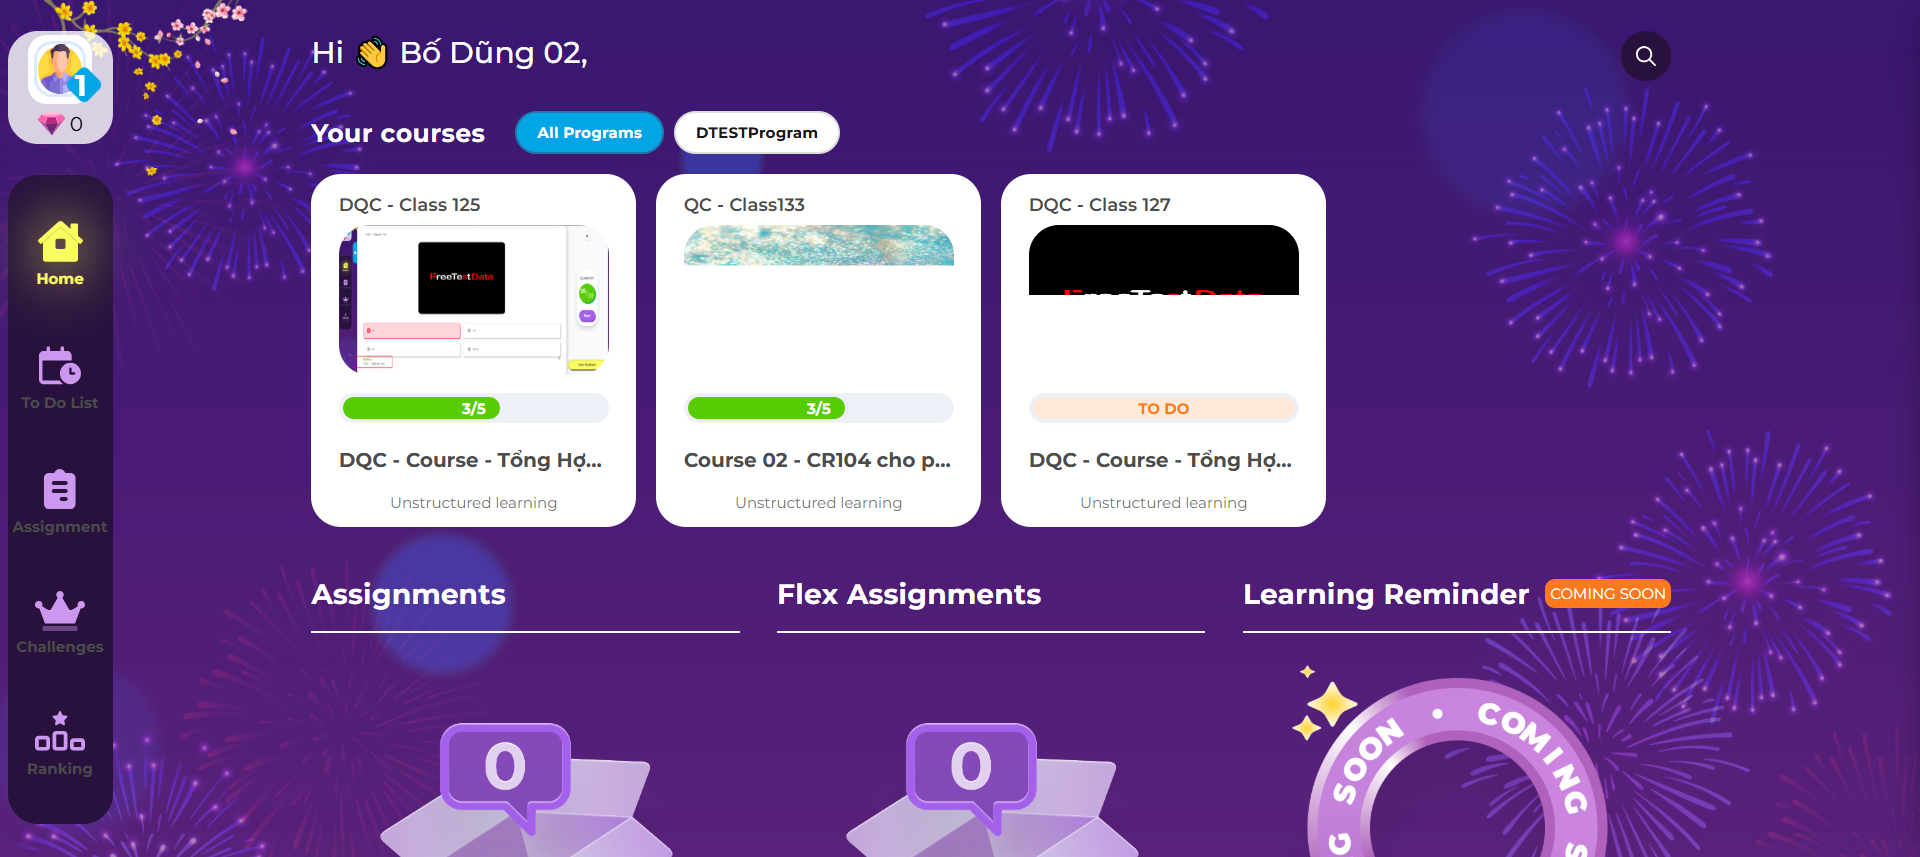 1
0
Home
To Do List
Assignment
Challenges
Ranking
Hi 👋 Bố Dũng 02,
Your courses
All Programs
DTESTProgram
DQC - Class 125
FreeTestData
3/5
DQC - Course - Tổng Hợ...
Unstructured learning
QC - Class133
3/5
Course 02 - CR104 cho p...
Unstructured learning
DQC - Class 127
FreeTestData
TO DO
DQC - Course - Tổng Hợ...
Unstructured learning
Assignments
0
Flex Assignments
0
Learning Reminder
COMING SOON
SOON • COMING